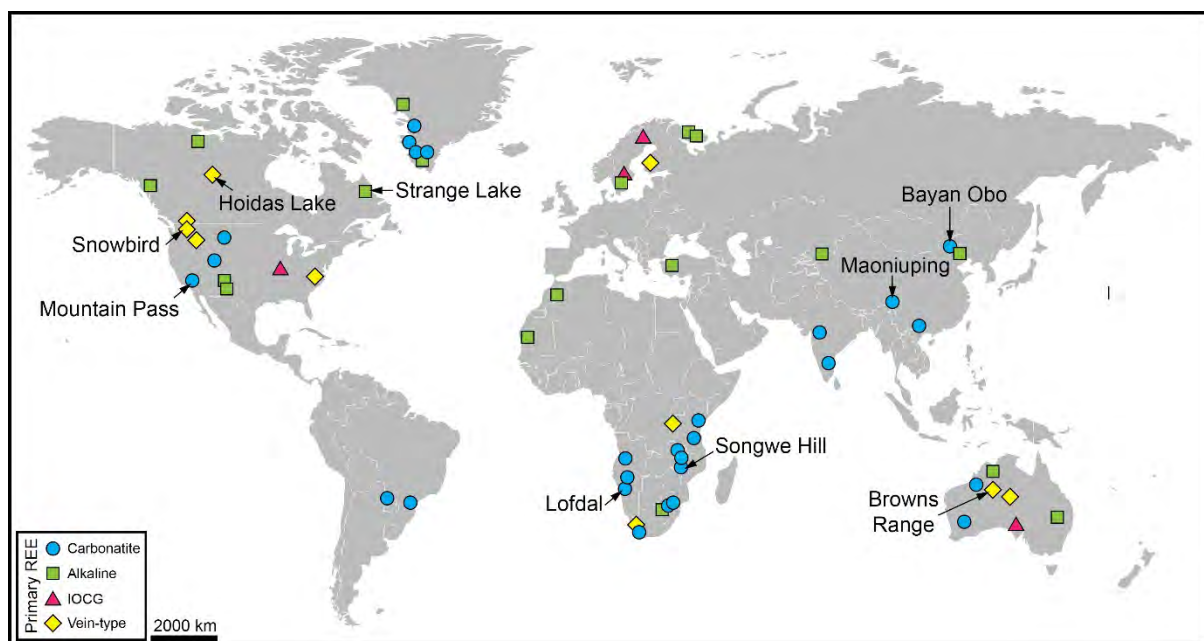 Strange Lake
Hoidas Lake
Bayan Obo
Snowbird
Maoniuping
Mountain Pass
Songwe Hill
Lofdal
Browns
Range
Primary REE
Carbonatite
Alkaline
IOCG
Vein-type
2000 km